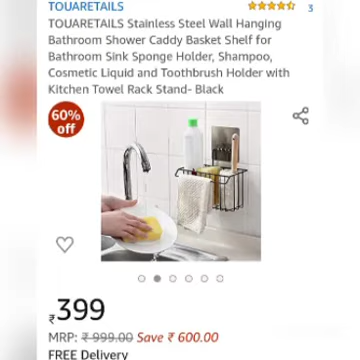 TOUARETAILS
3
TOUARETAILS Stainless Steel Wall Hanging
Bathroom Shower Caddy Basket Shelf for
Bathroom Sink Sponge Holder, Shampoo,
Cosmetic Liquid and Toothbrush Holder with
Kitchen Towel Rack Stand- Black
60%
off
₹399
MRP: ₹ 999.00 Save ₹ 600.00
FREE Delivery